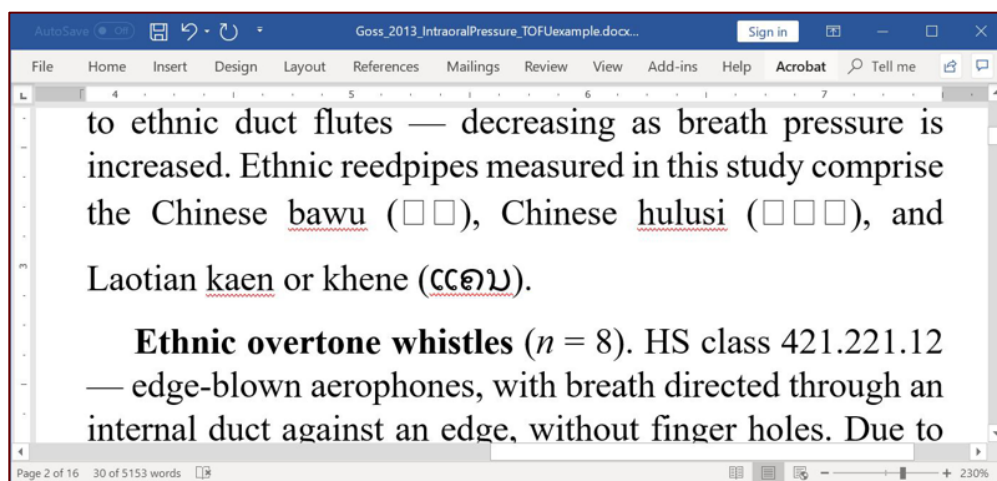 AutoSave Off Goss_2013_IntraoralPressure_TOFUexample.docx... Sign in
File Home Insert Design Layout References Mailings Review View Add-ins Help Acrobat Tell me
4 5 6 7
3
to ethnic duct flutes — decreasing as breath pressure is
increased. Ethnic reedpipes measured in this study comprise
the Chinese bawu (□□), Chinese hulusi (□□□), and
Laotian kaen or khene (ແຄນ).
Ethnic overtone whistles (n = 8). HS class 421.221.12
— edge-blown aerophones, with breath directed through an
internal duct against an edge, without finger holes. Due to
Page 2 of 16 30 of 5153 words 230%